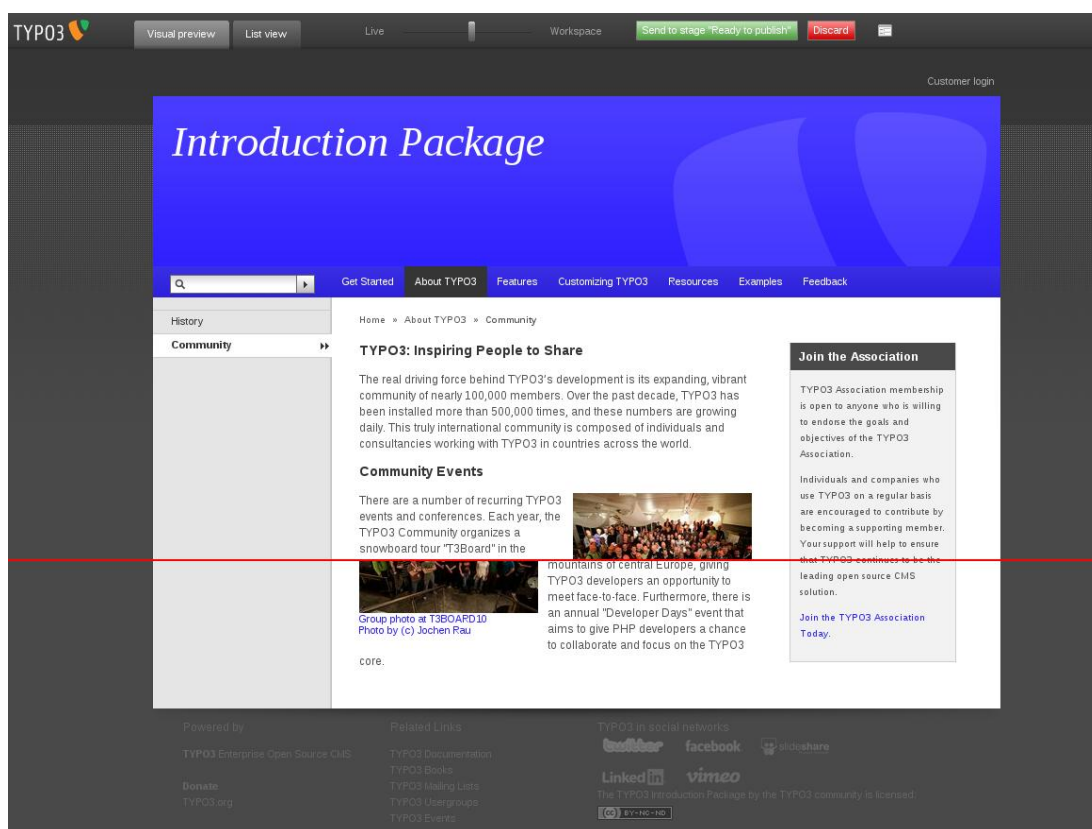 TYPO3
Visual preview
List view
Live
Workspace
Send to stage "Ready to publish"
Discard
Customer login
Introduction Package
Get Started
About TYPO3
Features
Customizing TYPO3
Resources
Examples
Feedback
History
Community
Home » About TYPO3 » Community
TYPO3: Inspiring People to Share
The real driving force behind TYPO3's development is its expanding, vibrant
community of nearly 100,000 members. Over the past decade, TYPO3 has
been installed more than 500,000 times, and these numbers are growing
daily. This truly international community is composed of individuals and
consultancies working with TYPO3 in countries across the world.
Community Events
There are a number of recurring TYPO3
events and conferences. Each year, the
TYPO3 Community organizes a
snowboard tour "T3Board" in the
mountains of central Europe, giving
TYPO3 developers an opportunity to
meet face-to-face. Furthermore, there is
an annual "Developer Days" event that
aims to give PHP developers a chance
to collaborate and focus on the TYPO3
core.
Group photo at T3BOARD10
Photo by (c) Jochen Rau
Join the Association
TYPO3 Association membership
is open to anyone who is willing
to endorse the goals and
objectives of the TYPO3
Association.
Individuals and companies who
use TYPO3 on a regular basis
are encouraged to contribute by
becoming a supporting member.
Your support will help to ensure
that TYPO3 continues to be the
leading open source CMS
solution.
Join the TYPO3 Association
Today.
Powered by
TYPO3 Enterprise Open Source CMS
Donate
TYPO3.org
Related Links
TYPO3 Documentation
TYPO3 Books
TYPO3 Mailing Lists
TYPO3 Usergroups
TYPO3 Events
TYPO3 in social networks
twitter
facebook
slideshare
Linked in
vimeo
The TYPO3 Introduction Package by the TYPO3 community is licensed:
cc BY-NC-ND